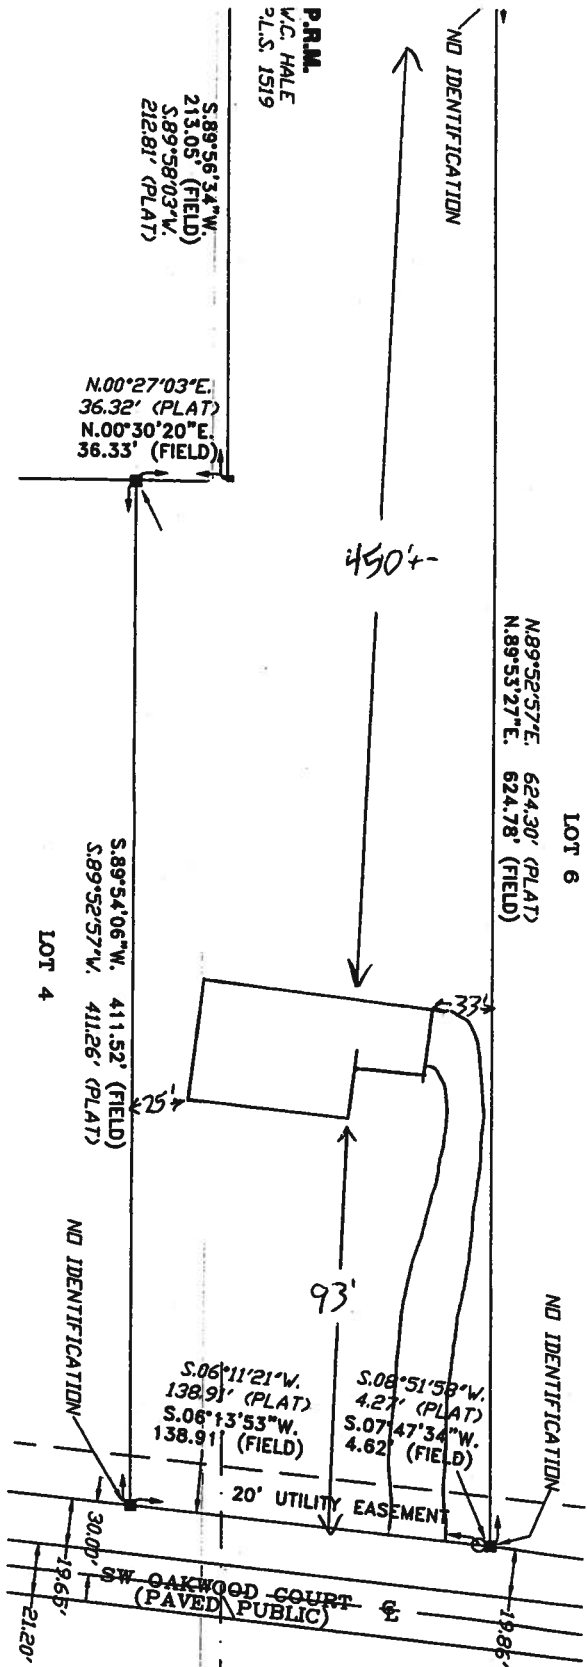 NO IDENTIFICATION
P.R.M.
W.C. HALE
P.L.S. 1519
S.89°56'34"W.
213.05' (FIELD)
S.89°58'03"W.
212.81' (PLAT)
N.00°27'03"E.
36.32' (PLAT)
N.00°30'20"E.
36.33' (FIELD)
450'+-
N.89°52'57"E. 624.30' (PLAT)
N.89°53'27"E. 624.78' (FIELD)
LOT 6
S.89°54'06"W. 411.52' (FIELD)
S.89°52'57"W. 411.26' (PLAT)
LOT 4
33'
25'
93'
NO IDENTIFICATION
NO IDENTIFICATION
S.06°11'21"W.
138.91' (PLAT)
S.06°13'53"W.
138.91' (FIELD)
S.08°51'58"W.
4.27' (PLAT)
S.07°47'34"W.
4.62' (FIELD)
20' UTILITY EASEMENT
30.00'
19.65'
21.20'
19.86'
SW OAKWOOD COURT
(PAVED PUBLIC)